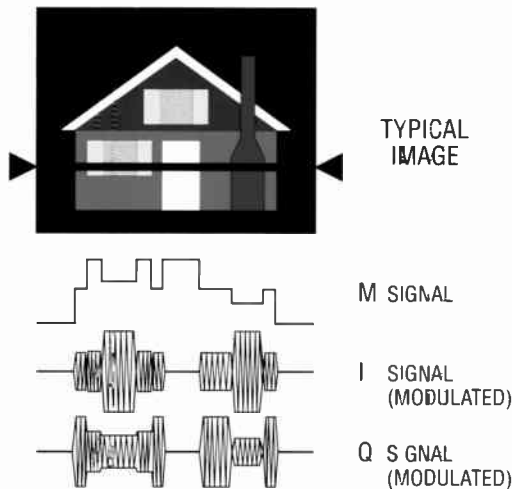 TYPICAL
IMAGE
M SIGNAL
I SIGNAL
(MODULATED)
Q S GNAL
(MODULATED)